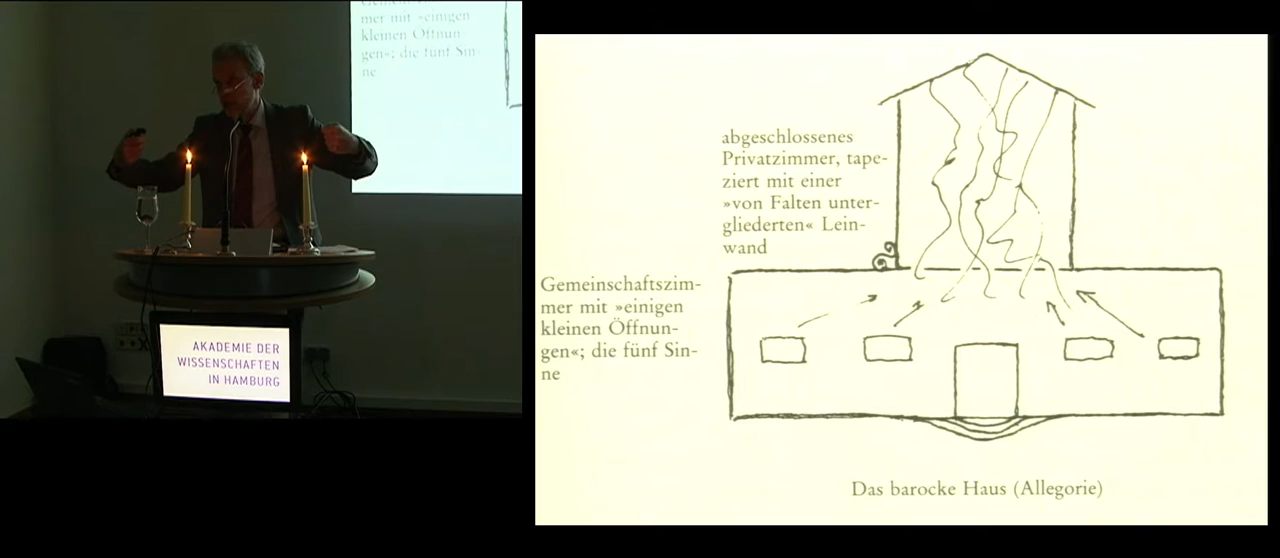 Gemein
mer mit »einigen
kleinen Öffnun-
gen«; die fünf Sin-
ne
AKADEMIE DER
WISSENSCHAFTEN
IN HAMBURG
abgeschlossenes
Privatzimmer, tape-
ziert mit einer
»von Falten unter-
gliederten« Lein-
wand
Gemeinschaftszim-
mer mit »einigen
kleinen Öffnun-
gen«; die fünf Sin-
ne
Das barocke Haus (Allegorie)